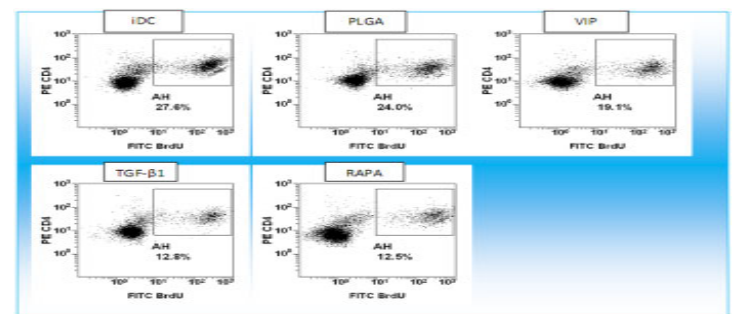 iDC
PLGA
VIP
10³
10²
10¹
10⁰
PE CD4
AH
27.6%
10⁰ 10¹ 10² 10³
FITC BrdU
10³
10²
10¹
10⁰
PE CD4
AH
24.0%
10⁰ 10¹ 10² 10³
FITC BrdU
10³
10²
10¹
10⁰
PE CD4
AH
19.1%
10⁰ 10¹ 10² 10³
FITC BrdU
TGF-β1
RAPA
10³
10²
10¹
10⁰
PE CD4
AH
12.8%
10⁰ 10¹ 10² 10³
FITC BrdU
10³
10²
10¹
10⁰
PE CD4
AH
12.5%
10⁰ 10¹ 10² 10³
FITC BrdU